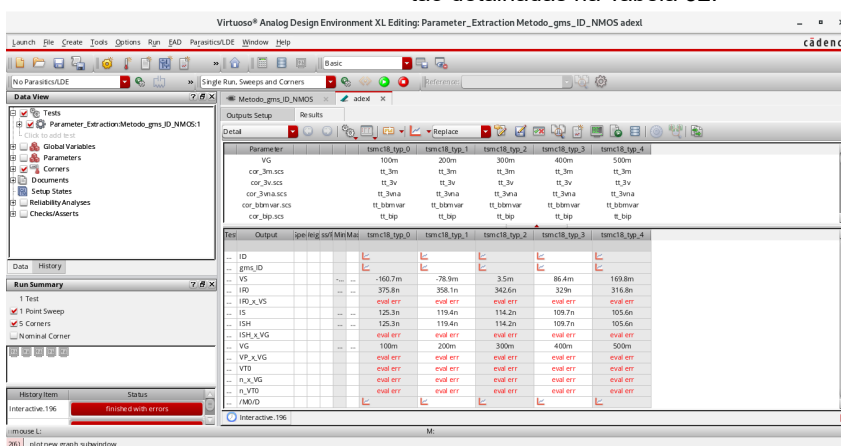 tão detalhadas na Tabela 32.
Virtuoso® Analog Design Environment XL Editing: Parameter_Extraction Metodo_gms_ID_NMOS adexl
Launch File Create Tools Options Run EAD Parasitics/LDE Window Help
cādenc
Basic
No Parasitics/LDE
Single Run, Sweeps and Corners
Reference:
Data View
Metodo_gms_ID_NMOS
adexl
Tests
Outputs Setup Results
Parameter_Extraction:Metodo_gms_ID_NMOS:1
Click to add test
Detail
Replace
Global Variables
Parameters
Corners
Documents
Setup States
Reliability Analyses
Checks/Asserts
Parameter tsmc18_typ_0 tsmc18_typ_1 tsmc18_typ_2 tsmc18_typ_3 tsmc18_typ_4
VG 100m 200m 300m 400m 500m
cor_3m.scs tt_3m tt_3m tt_3m tt_3m tt_3m
cor_3v.scs tt_3v tt_3v tt_3v tt_3v tt_3v
cor_3vna.scs tt_3vna tt_3vna tt_3vna tt_3vna tt_3vna
cor_bbmvar.scs tt_bbmvar tt_bbmvar tt_bbmvar tt_bbmvar tt_bbmvar
cor_bip.scs tt_bip tt_bip tt_bip tt_bip tt_bip
Output Min tsmc18_typ_0 tsmc18_typ_1 tsmc18_typ_2 tsmc18_typ_3 tsmc18_typ_4
... ID
... gms_ID
... VS -... ... -160.7m -78.9m 3.5m 86.4m 169.8m
... IF0 ... ... 375.8n 358.1n 342.6n 329n 316.8n
... IF0_x_VS eval err eval err eval err eval err eval err
... IS ... ... 125.3n 119.4n 114.2n 109.7n 105.6n
... ISH ... ... 125.3n 119.4n 114.2n 109.7n 105.6n
... ISH_x_VG eval err eval err eval err eval err eval err
... VG ... ... 100m 200m 300m 400m 500m
... VP_x_VG eval err eval err eval err eval err eval err
... VT0 eval err eval err eval err eval err eval err
... n_x_VG eval err eval err eval err eval err eval err
... n_VT0 eval err eval err eval err eval err eval err
... /M0/D
Data History
Run Summary
1 Test
1 Point Sweep
5 Corners
Nominal Corner
History Item Status
Interactive.196 finished with errors
Interactive.196
mouse L: M:
2(6) plot new graph subwindow